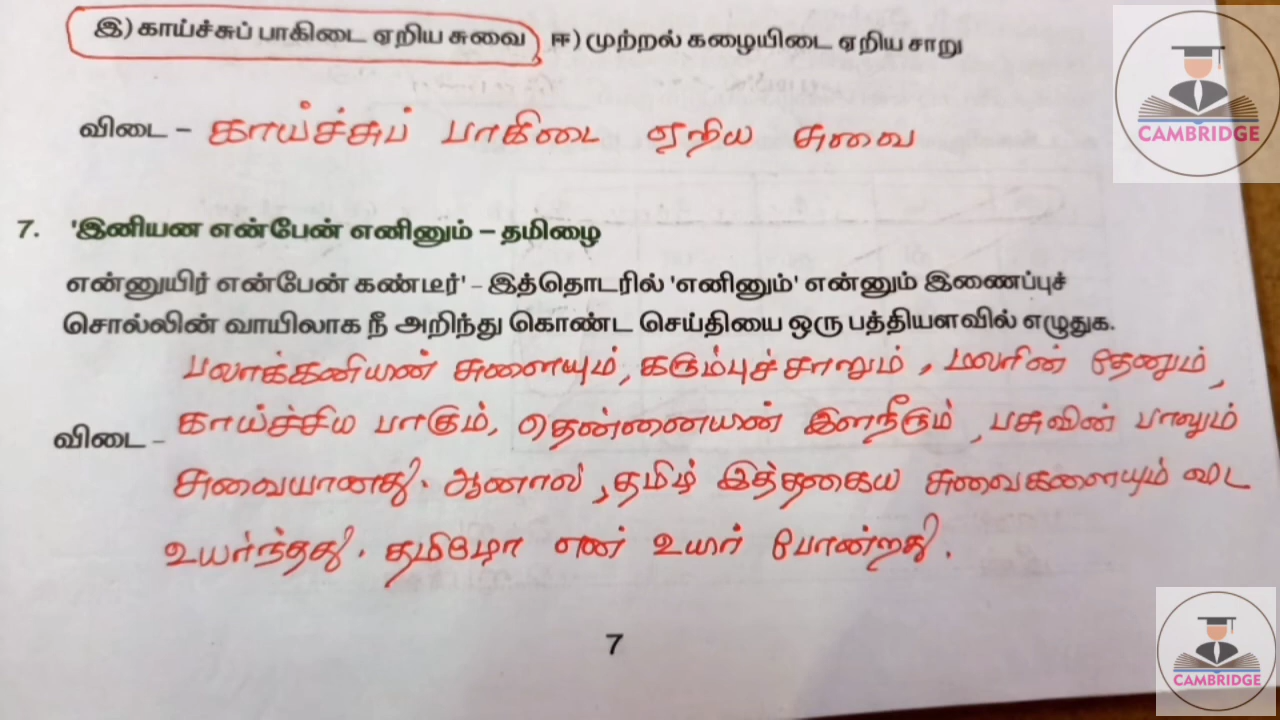 இ) காய்ச்சுப் பாகிடை ஏறிய சுவை ஈ) முற்றல் கழையிடை ஏறிய சாறு
CAMBRIDGE
விடை – காய்ச்சுப் பாகிடை ஏறிய சுவை
7. 'இனியன என்பேன் எனினும் – தமிழை
என்னுயிர் என்பேன் கண்டீர்' – இத்தொடரில் 'எனினும்' என்னும் இணைப்புச்
சொல்லின் வாயிலாக நீ அறிந்து கொண்ட செய்தியை ஒரு பத்தியளவில் எழுதுக.
பலாக்கனியின் சுளையும், கரும்புச்சாறும், மலரின் தேனும்,
விடை – காய்ச்சிய பாகும், தென்னையின் இளநீரும், பசுவின் பாலும்
சுவையானது. ஆனால், தமிழ் இத்தகைய சுவைகளையும் விட
உயர்ந்தது. தமிழோ என் உயிர் போன்றது.
7
CAMBRIDGE